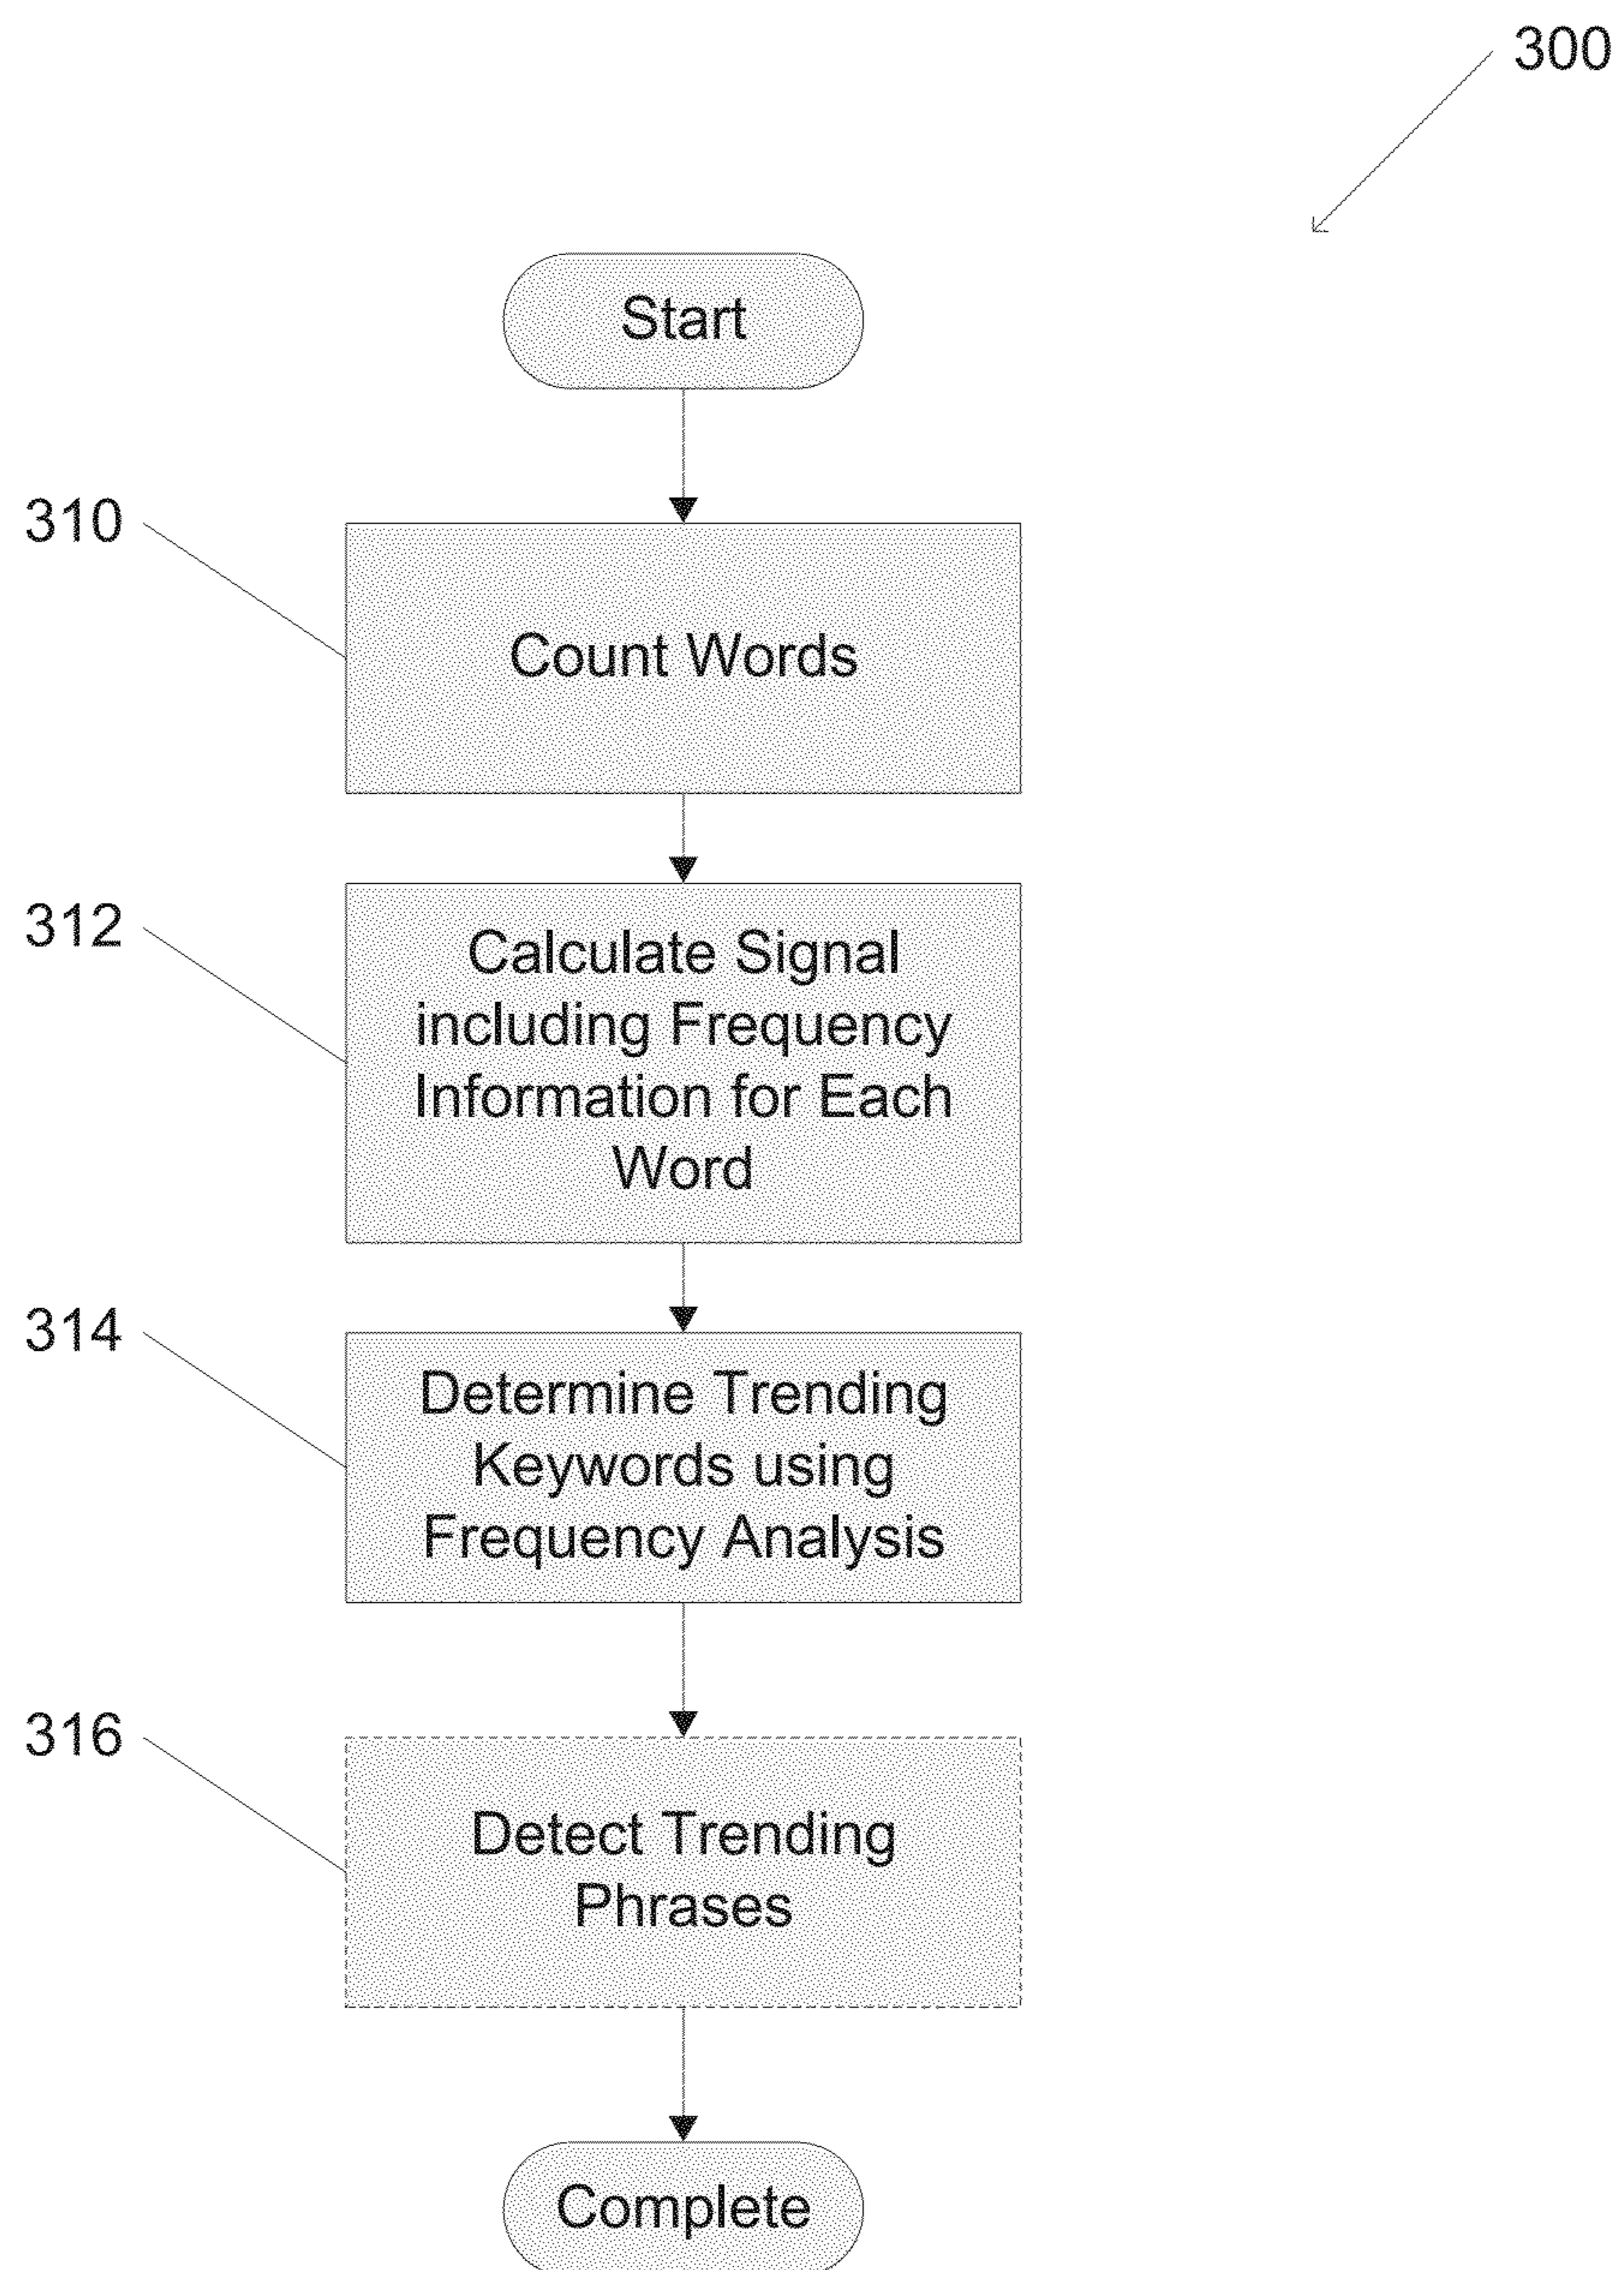 300
Start
310
Count Words
312
Calculate Signal
including Frequency
Information for Each
Word
314
Determine Trending
Keywords using
Frequency Analysis
316
Detect Trending
Phrases
Complete